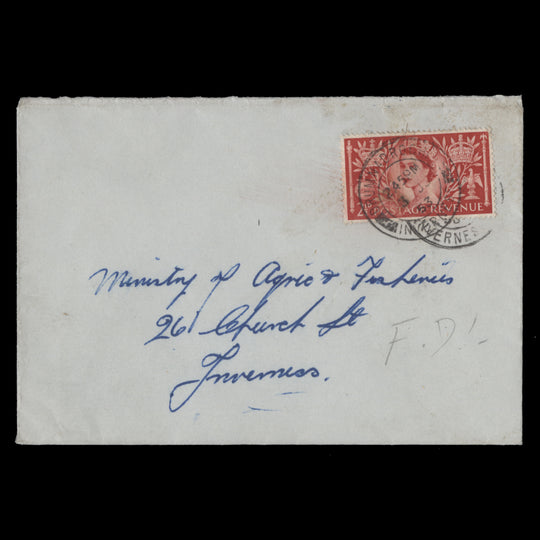 POSTAGE REVENUE
INVERNESS
Ministry of Agric & Fisheries
26 Church St
Inverness.
F.D!-